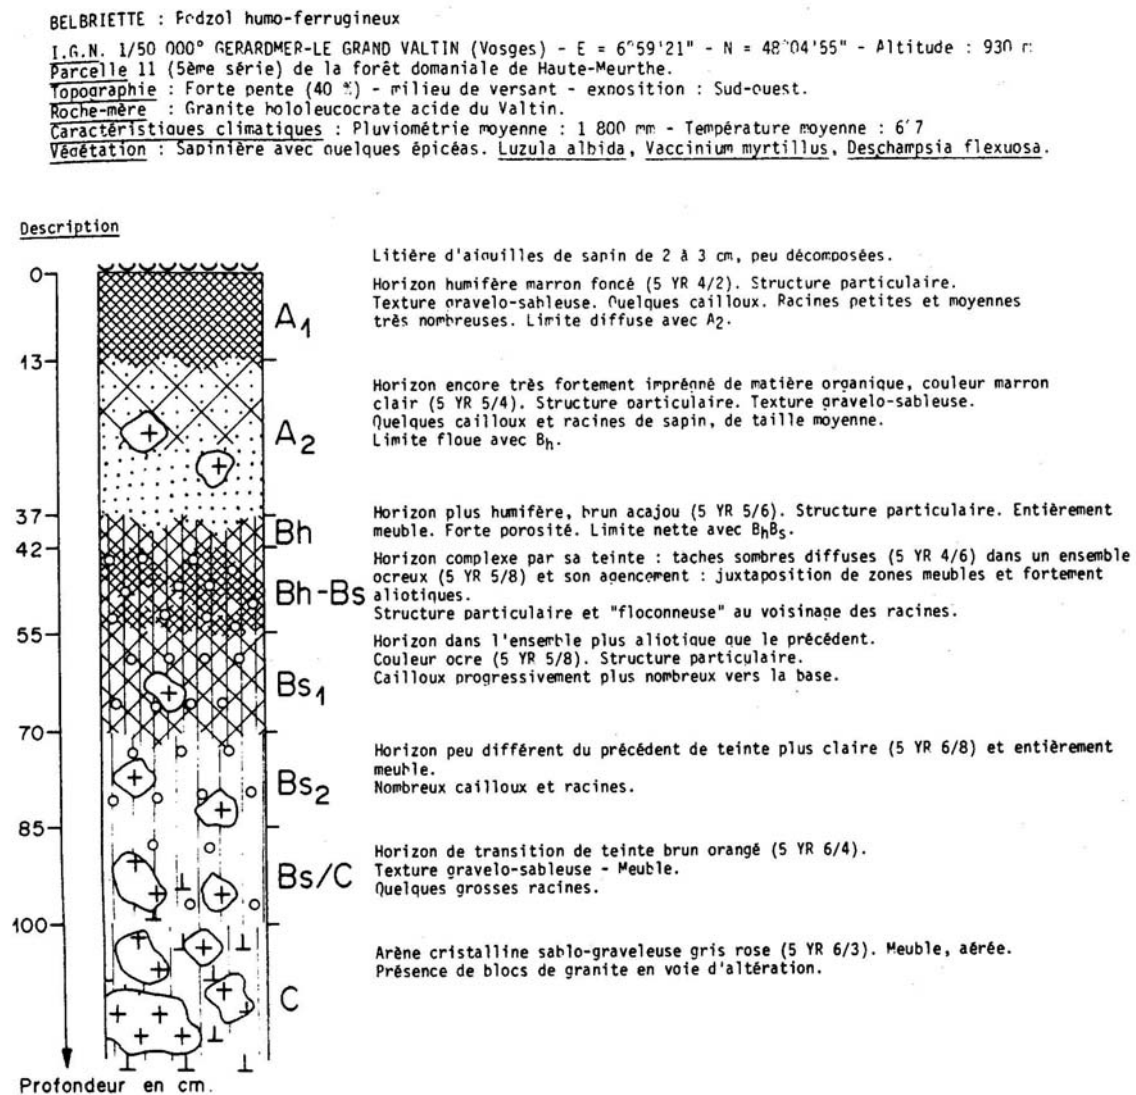 BELBRIETTE : Podzol humo-ferrugineux
I.G.N. 1/50 000° GERARDMER-LE GRAND VALTIN (Vosges) - E = 6°59'21" - N = 48°04'55" - Altitude : 930 m
Parcelle 11 (5ème série) de la forêt domaniale de Haute-Meurthe.
Topographie : Forte pente (40 %) - milieu de versant - exposition : Sud-ouest.
Roche-mère : Granite hololeucocrate acide du Valtin.
Caractéristiques climatiques : Pluviométrie moyenne : 1 800 mm - Température moyenne : 6°7
Végétation : Sapinière avec quelques épicéas. Luzula albida, Vaccinium myrtillus, Deschampsia flexuosa.
Description
Litière d'aiguilles de sapin de 2 à 3 cm, peu décomposées.
0
Horizon humifère marron foncé (5 YR 4/2). Structure particulaire.
Texture gravelo-sableuse. Quelques cailloux. Racines petites et moyennes
très nombreuses. Limite diffuse avec A2.
A1
13
Horizon encore très fortement imprégné de matière organique, couleur marron
clair (5 YR 5/4). Structure particulaire. Texture gravelo-sableuse.
Quelques cailloux et racines de sapin, de taille moyenne.
Limite floue avec Bh.
A2
37
Horizon plus humifère, brun acajou (5 YR 5/6). Structure particulaire. Entièrement
meuble. Forte porosité. Limite nette avec BhBs.
Bh
42
Horizon complexe par sa teinte : taches sombres diffuses (5 YR 4/6) dans un ensemble
ocreux (5 YR 5/8) et son agencement : juxtaposition de zones meubles et fortement
aliotiques.
Structure particulaire et "floconneuse" au voisinage des racines.
Bh-Bs
55
Horizon dans l'ensemble plus aliotique que le précédent.
Couleur ocre (5 YR 5/8). Structure particulaire.
Cailloux progressivement plus nombreux vers la base.
Bs1
70
Horizon peu différent du précédent de teinte plus claire (5 YR 6/8) et entièrement
meuble.
Nombreux cailloux et racines.
Bs2
85
Horizon de transition de teinte brun orangé (5 YR 6/4).
Texture gravelo-sableuse - Meuble.
Quelques grosses racines.
Bs/C
100
Arène cristalline sablo-graveleuse gris rose (5 YR 6/3). Meuble, aérée.
Présence de blocs de granite en voie d'altération.
C
Profondeur en cm.